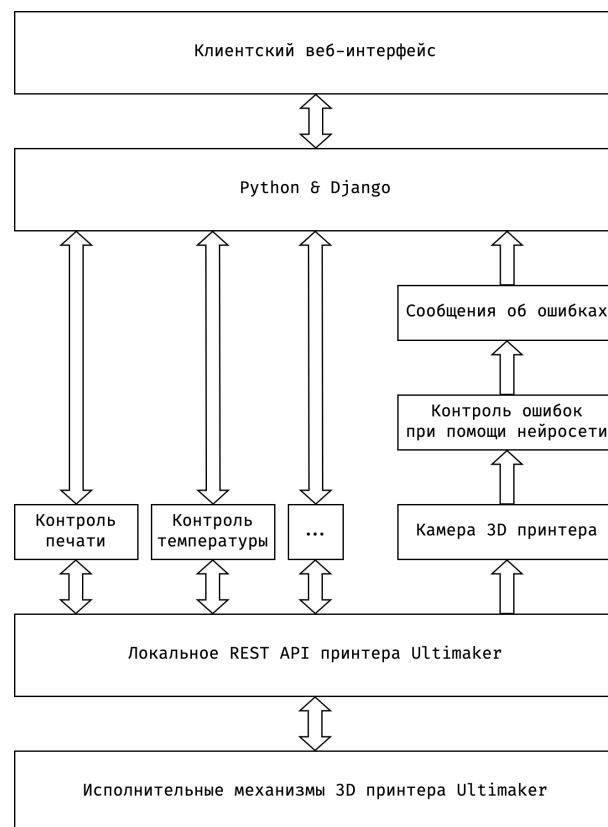 Клиентский веб-интерфейс
Python & Django
Сообщения об ошибках
Контроль ошибок
при помощи нейросети
Контроль
печати
Контроль
температуры
...
Камера 3D принтера
Локальное REST API принтера Ultimaker
Исполнительные механизмы 3D принтера Ultimaker